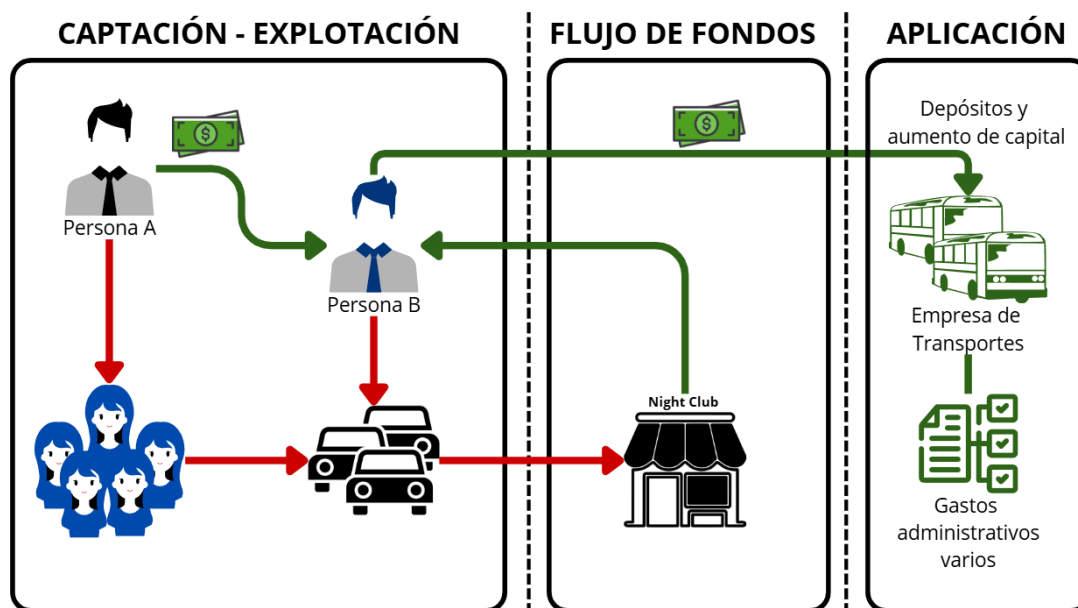 CAPTACIÓN - EXPLOTACIÓN
FLUJO DE FONDOS
APLICACIÓN
Persona A
Persona B
Night Club
Depósitos y
aumento de capital
Empresa de
Transportes
Gastos
administrativos
varios